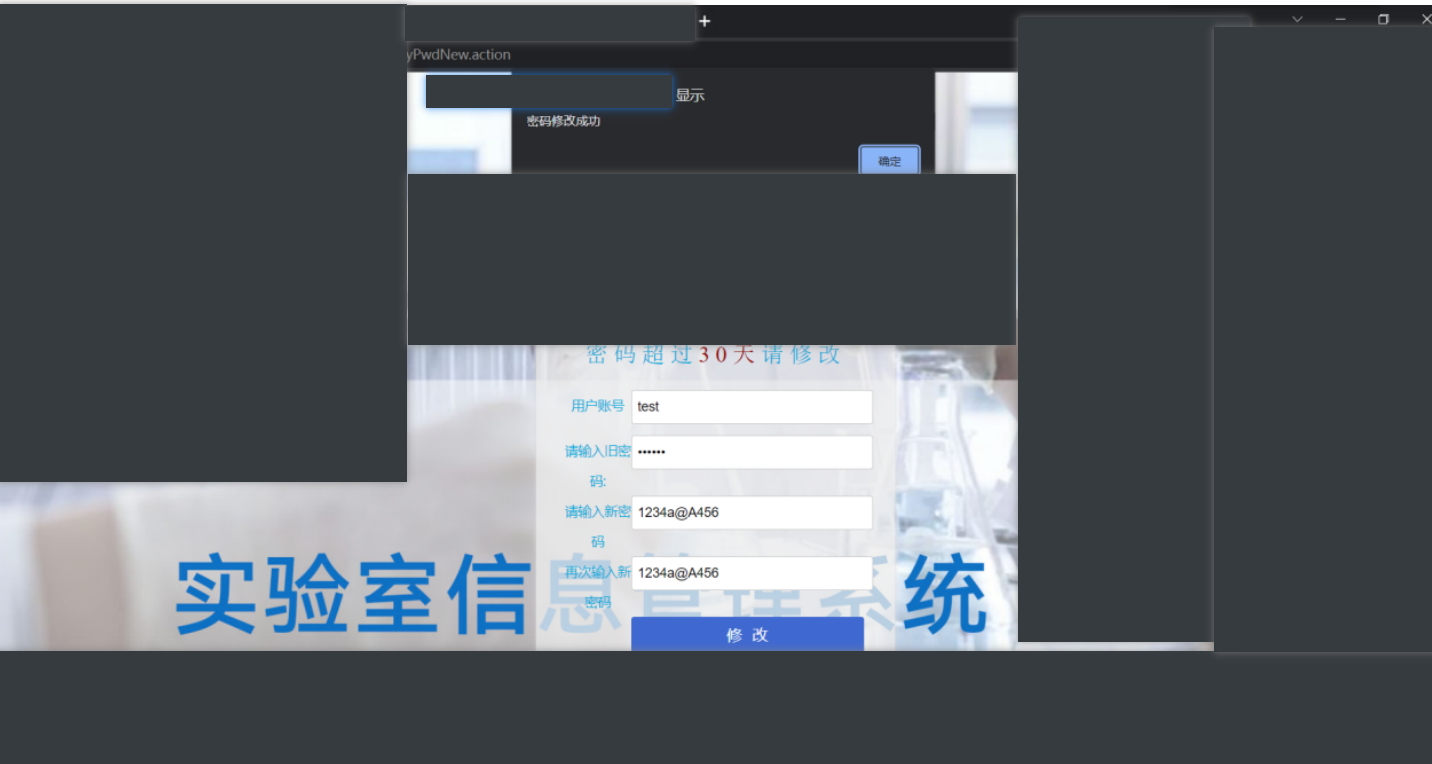 yPwdNew.action
显示
密码修改成功
确定
密码超过30天请修改
用户账号 test
请输入旧密码: ••••••
请输入新密码 1234a@A456
再次输入新密码 1234a@A456
修改
实验室信息管理系统